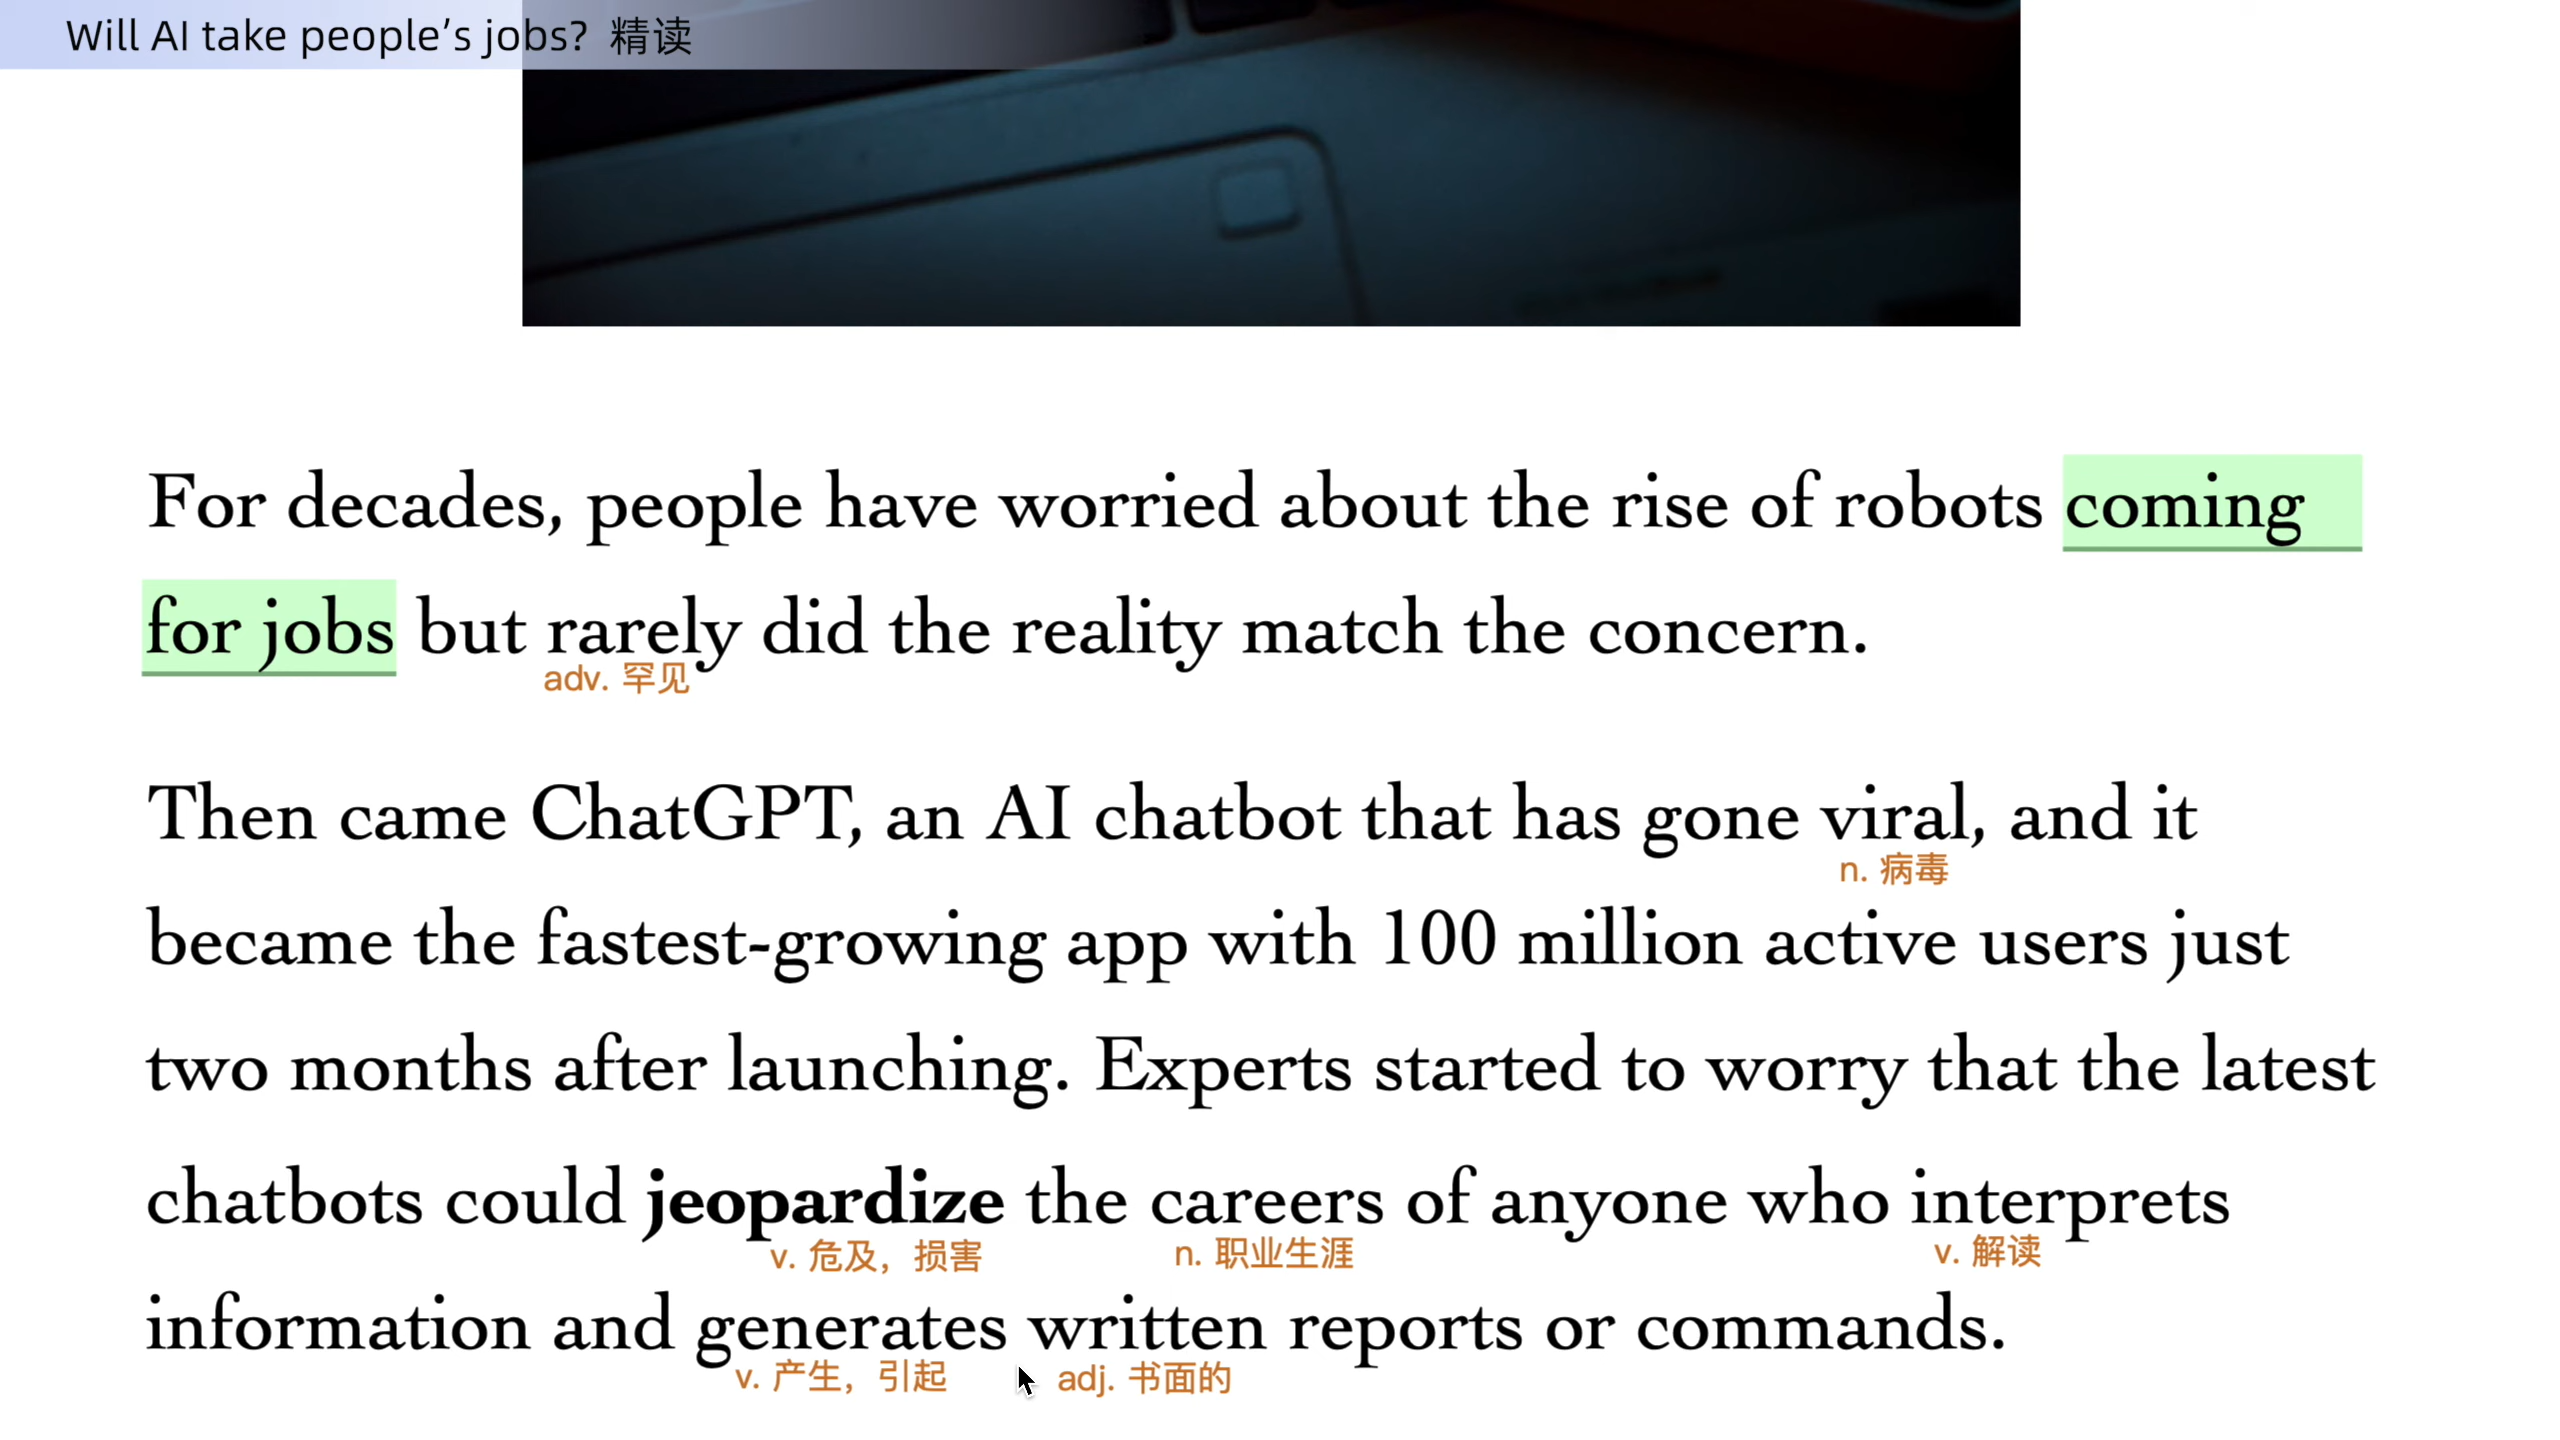 Will AI take people’s jobs? 精读
For decades, people have worried about the rise of robots coming
for jobs but rarely did the reality match the concern.
adv. 罕见
Then came ChatGPT, an AI chatbot that has gone viral, and it
n. 病毒
became the fastest-growing app with 100 million active users just
two months after launching. Experts started to worry that the latest
chatbots could jeopardize the careers of anyone who interprets
v. 危及，损害 n. 职业生涯 v. 解读
information and generates written reports or commands.
v. 产生，引起 adj. 书面的